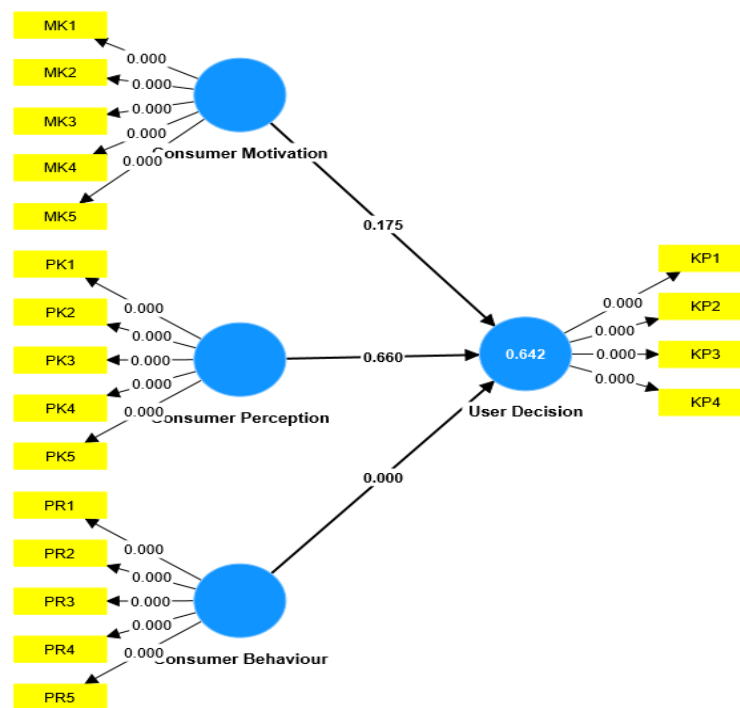 MK1
MK2
MK3
MK4
MK5
0.000
0.000
0.000
0.000
0.000
Consumer Motivation
0.175
PK1
PK2
PK3
PK4
PK5
0.000
0.000
0.000
0.000
0.000
Consumer Perception
0.660
PR1
PR2
PR3
PR4
PR5
0.000
0.000
0.000
0.000
0.000
Consumer Behaviour
0.000
0.642
User Decision
0.000
0.000
0.000
0.000
KP1
KP2
KP3
KP4